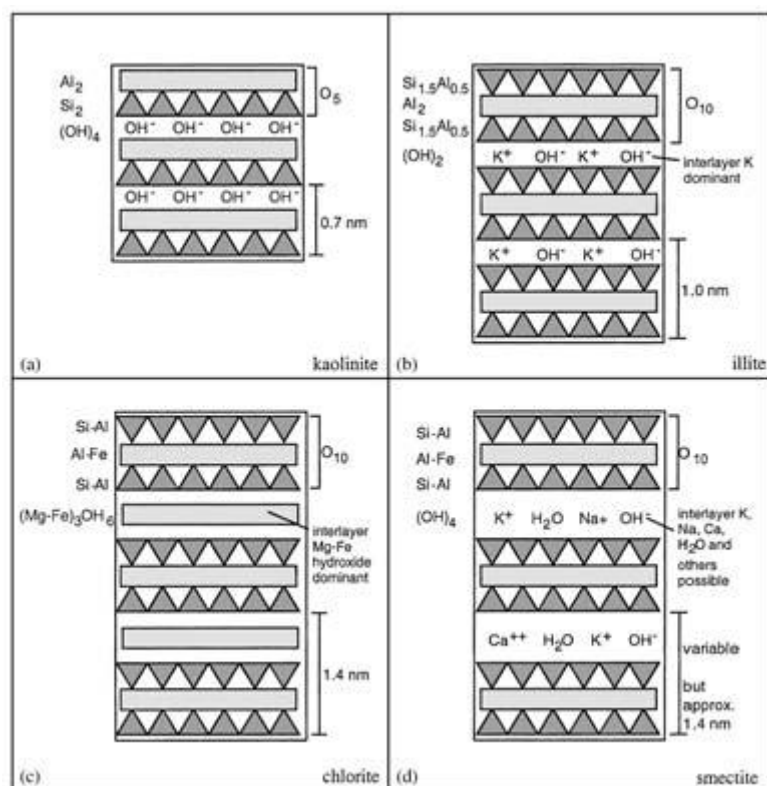 Al2
Si2
(OH)4
O5
OH- OH- OH- OH-
OH- OH- OH- OH-
0.7 nm
(a)
kaolinite
Si1.5Al0.5
Al2
Si1.5Al0.5
(OH)2
O10
K+ OH- K+ OH-
interlayer K
dominant
K+ OH- K+ OH-
1.0 nm
(b)
illite
Si-Al
Al-Fe
Si-Al
O10
(Mg-Fe)3OH6
interlayer
Mg-Fe
hydroxide
dominant
1.4 nm
(c)
chlorite
Si-Al
Al-Fe
Si-Al
O10
(OH)4
K+ H2O Na+ OH-
interlayer K,
Na, Ca,
H2O and
others
possible
Ca++ H2O K+ OH-
variable
but
approx.
1.4 nm
(d)
smectite